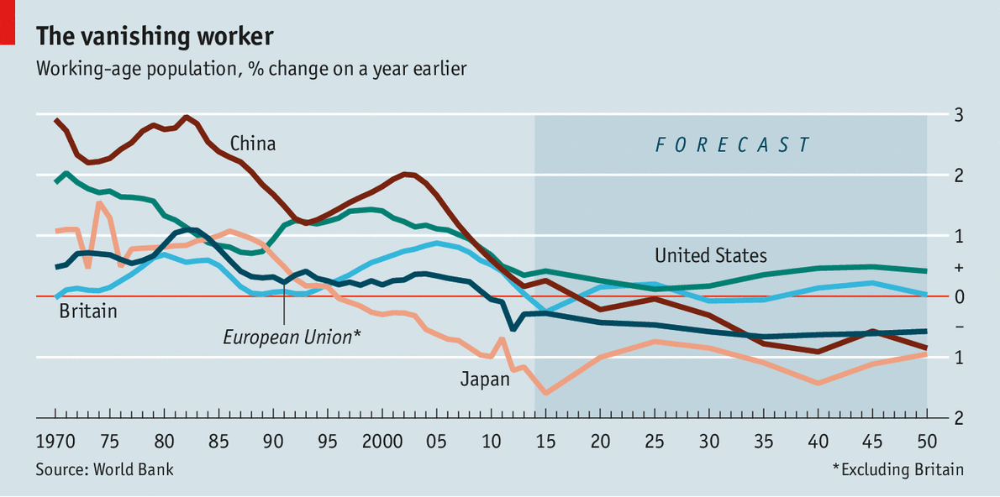 The vanishing worker
Working-age population, % change on a year earlier
3
FORECAST
China
2
1
United States
+
0
Britain
–
European Union*
1
Japan
2
1970 75 80 85 90 95 2000 05 10 15 20 25 30 35 40 45 50
Source: World Bank
*Excluding Britain